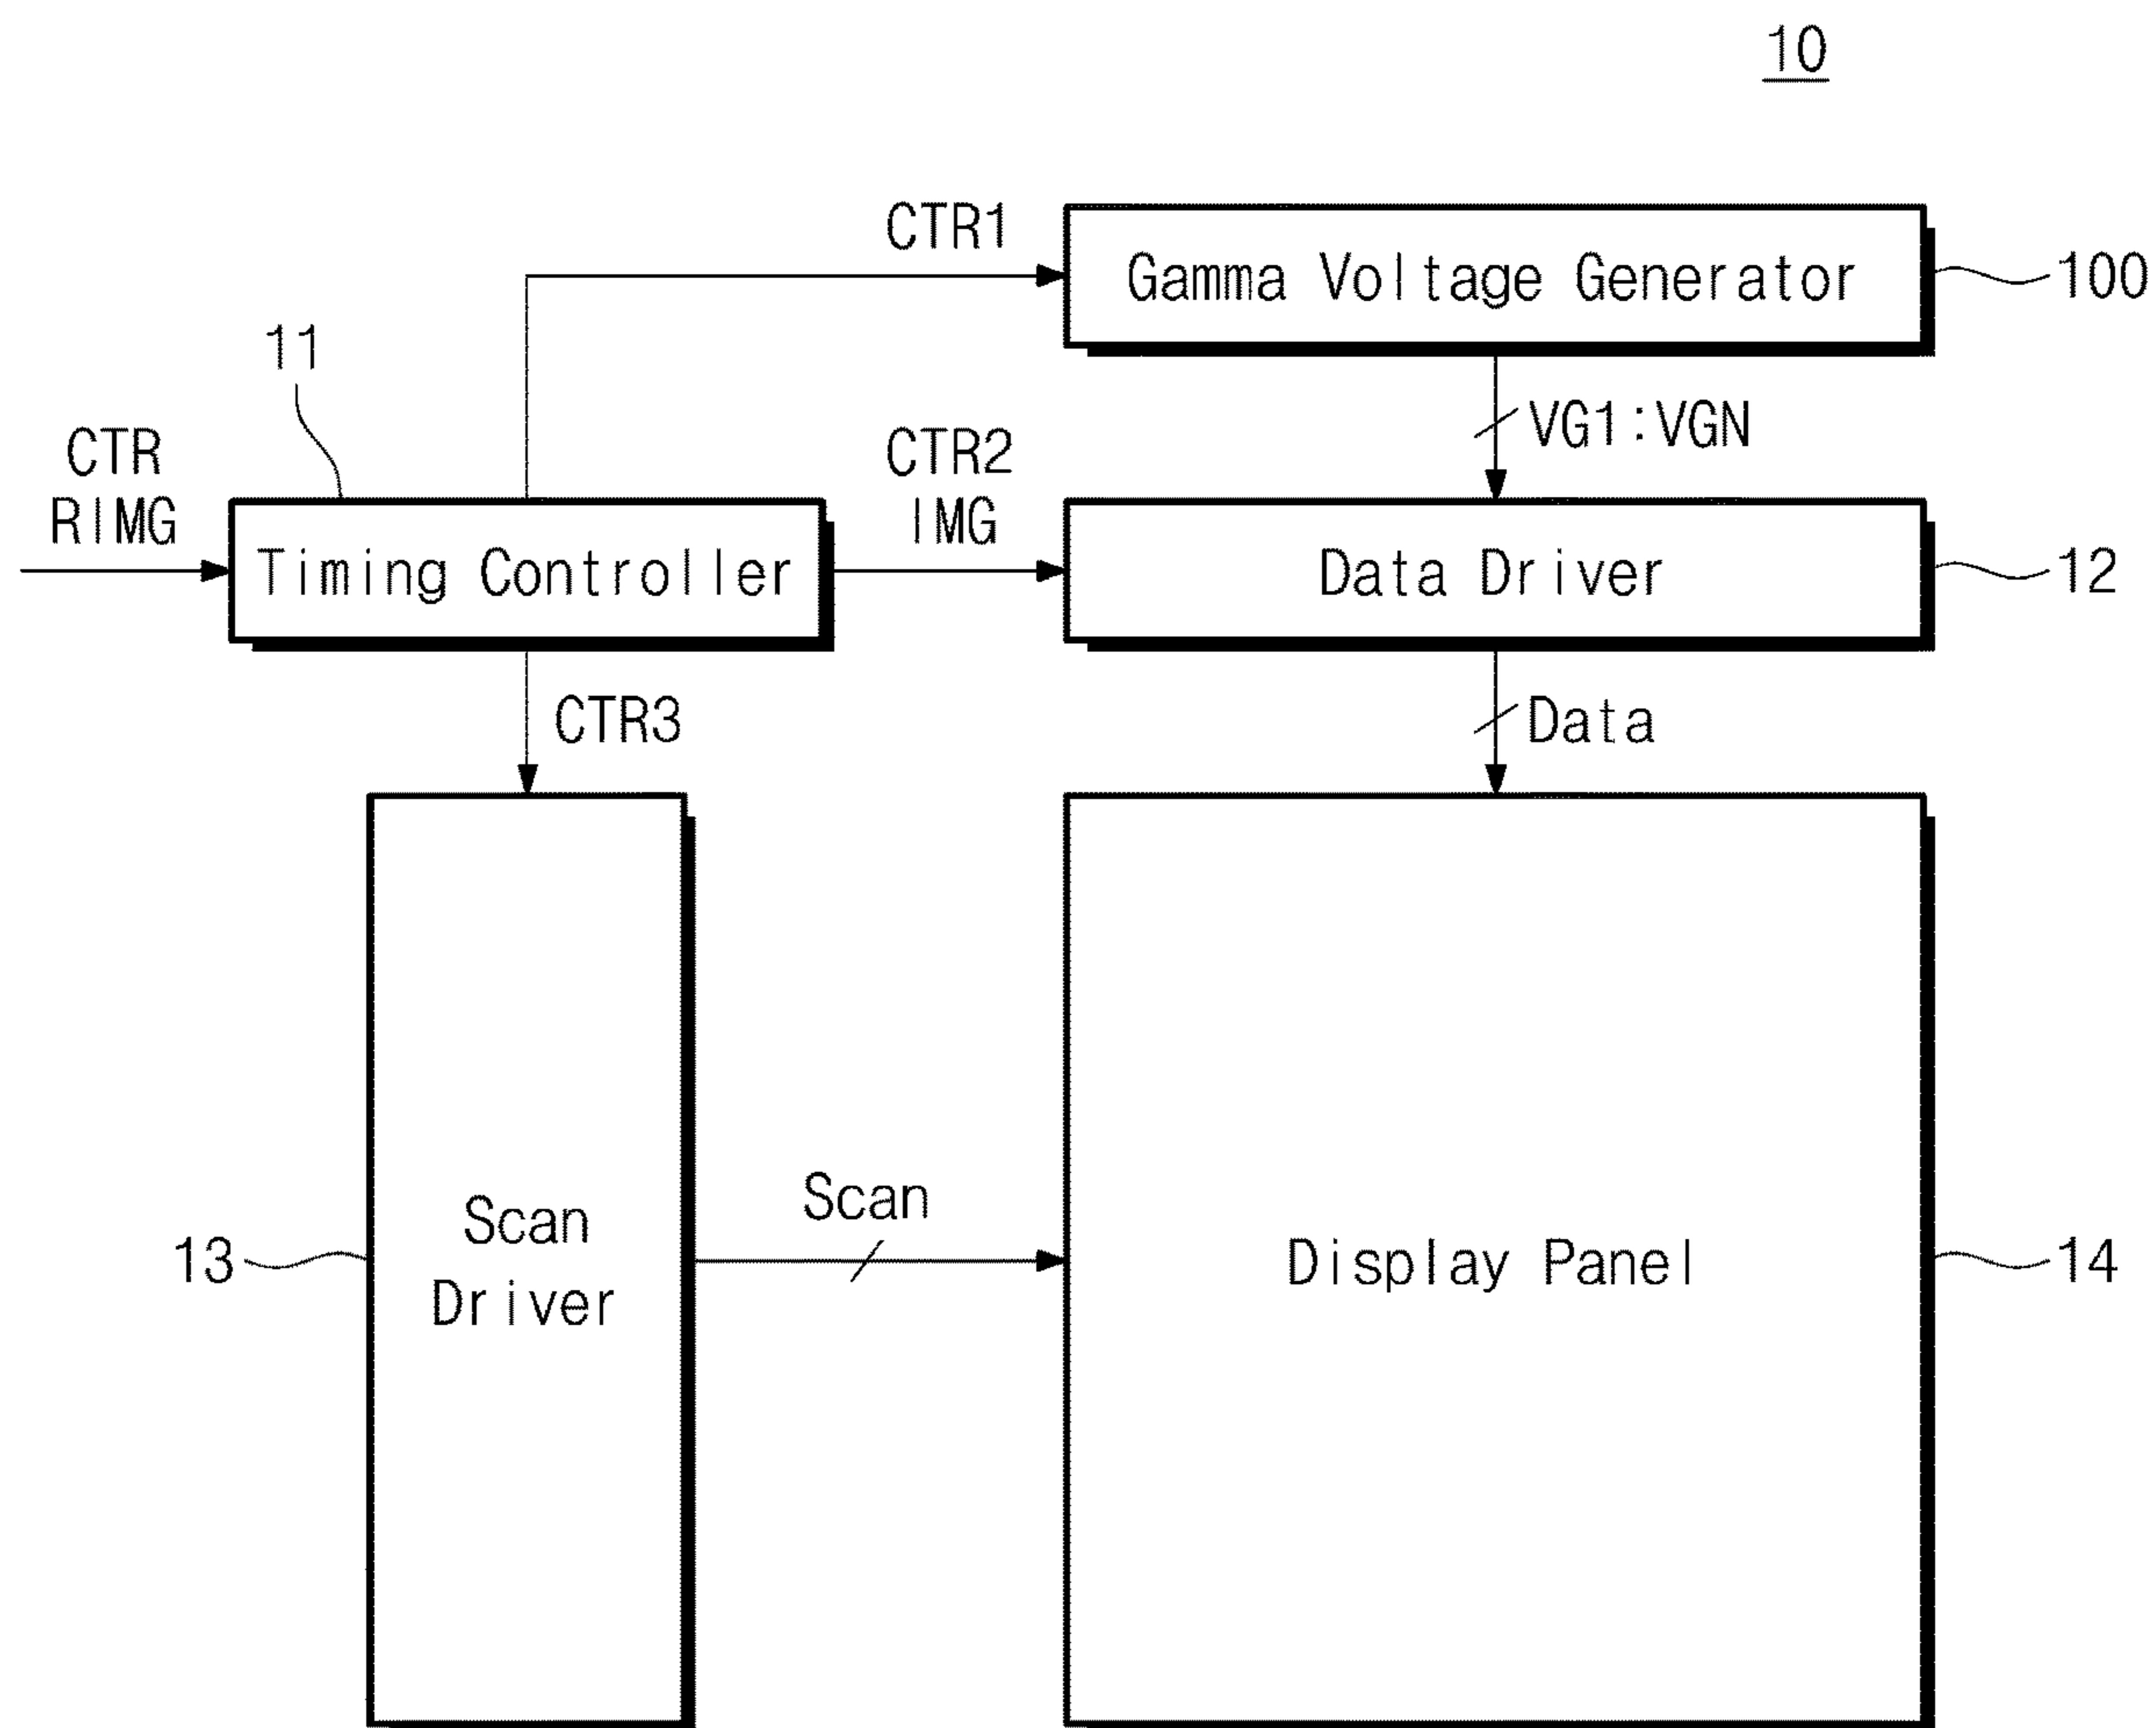 10
CTR1
Gamma Voltage Generator
100
11
VG1:VGN
CTR
RIMG
CTR2
IMG
Timing Controller
Data Driver
12
CTR3
Data
Scan
Driver
13
Scan
Display Panel
14